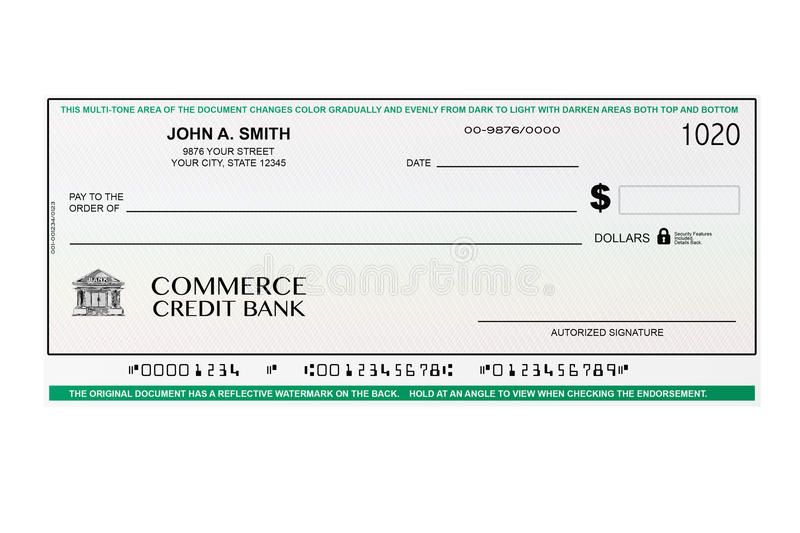 THIS MULTI-TONE AREA OF THE DOCUMENT CHANGES COLOR GRADUALLY AND EVENLY FROM DARK TO LIGHT WITH DARKEN AREAS BOTH TOP AND BOTTOM
JOHN A. SMITH
9876 YOUR STREET
YOUR CITY, STATE 12345
00-9876/0000
1020
DATE
PAY TO THE
ORDER OF
$
DOLLARS
Security Features
Included.
Details Back.
001-000234/0123
BANK
COMMERCE
CREDIT BANK
AUTORIZED SIGNATURE
dreamstime
⑈00001234 ⑈ ⑆0012345678⑆ ⑈0123456789⑈
THE ORIGINAL DOCUMENT HAS A REFLECTIVE WATERMARK ON THE BACK. HOLD AT AN ANGLE TO VIEW WHEN CHECKING THE ENDORSEMENT.